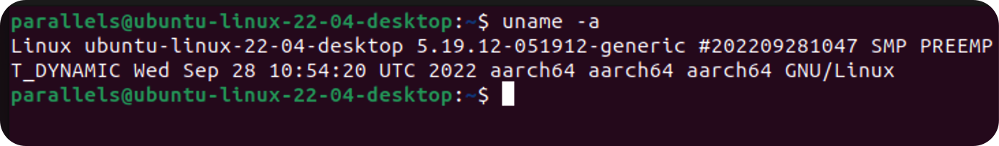 parallels@ubuntu-linux-22-04-desktop:~$ uname -a
Linux ubuntu-linux-22-04-desktop 5.19.12-051912-generic #202209281047 SMP PREEMP
T_DYNAMIC Wed Sep 28 10:54:20 UTC 2022 aarch64 aarch64 aarch64 GNU/Linux
parallels@ubuntu-linux-22-04-desktop:~$